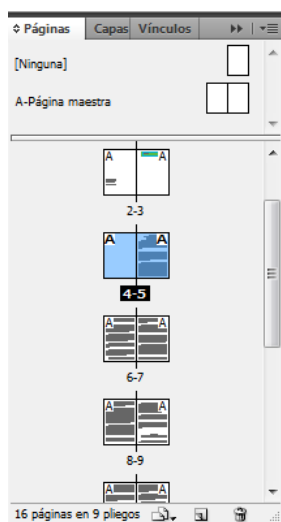 Páginas Capas Vínculos
[Ninguna]
A-Página maestra
A A
2-3
A A
4-5
A A
6-7
A A
8-9
A A
16 páginas en 9 pliegos